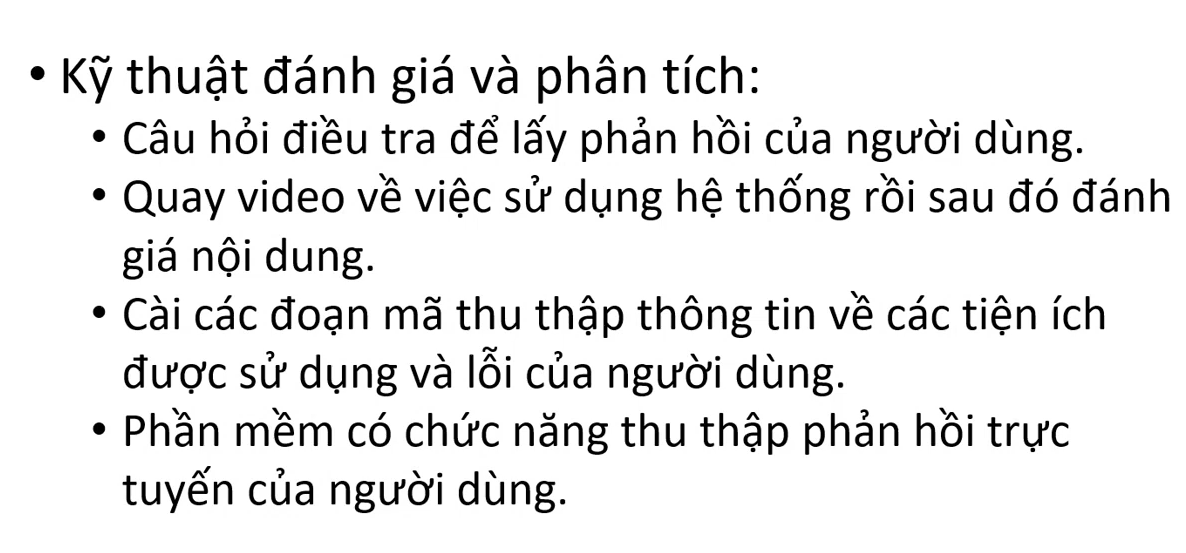 • Kỹ thuật đánh giá và phân tích:
• Câu hỏi điều tra để lấy phản hồi của người dùng.
• Quay video về việc sử dụng hệ thống rồi sau đó đánh
giá nội dung.
• Cài các đoạn mã thu thập thông tin về các tiện ích
được sử dụng và lỗi của người dùng.
• Phần mềm có chức năng thu thập phản hồi trực
tuyến của người dùng.